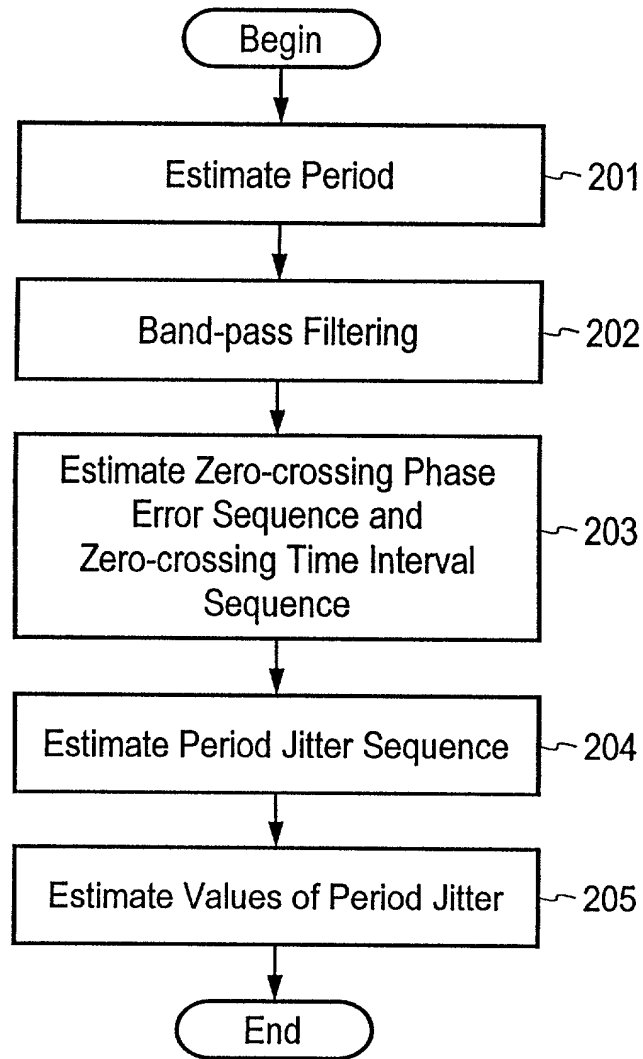 Begin
Estimate Period
201
Band-pass Filtering
202
Estimate Zero-crossing Phase
Error Sequence and
Zero-crossing Time Interval
Sequence
203
Estimate Period Jitter Sequence
204
Estimate Values of Period Jitter
205
End